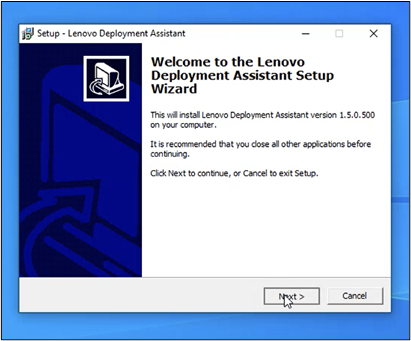 Setup - Lenovo Deployment Assistant
Welcome to the Lenovo
Deployment Assistant Setup
Wizard
This will install Lenovo Deployment Assistant version 1.5.0.500
on your computer.
It is recommended that you close all other applications before
continuing.
Click Next to continue, or Cancel to exit Setup.
Next >
Cancel